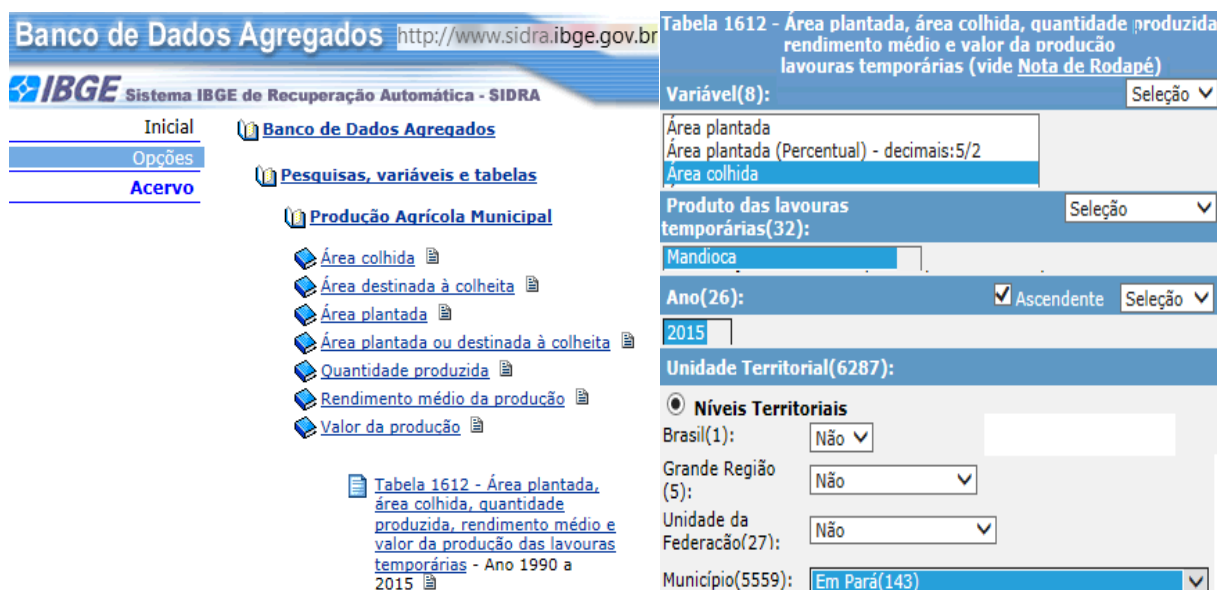 Banco de Dados Agregados http://www.sidra.ibge.gov.br
IBGE Sistema IBGE de Recuperação Automática - SIDRA
Inicial
Opções
Acervo
Banco de Dados Agregados
Pesquisas, variáveis e tabelas
Produção Agrícola Municipal
Área colhida
Área destinada à colheita
Área plantada
Área plantada ou destinada à colheita
Quantidade produzida
Rendimento médio da produção
Valor da produção
Tabela 1612 - Área plantada,
área colhida, quantidade
produzida, rendimento médio e
valor da produção das lavouras
temporárias - Ano 1990 a
2015
Tabela 1612 - Área plantada, área colhida, quantidade produzida
rendimento médio e valor da produção
lavouras temporárias (vide Nota de Rodapé)
Variável(8):
Seleção
Área plantada
Área plantada (Percentual) - decimais:5/2
Área colhida
Produto das lavouras
temporárias(32):
Seleção
Mandioca
Ano(26):
Ascendente
Seleção
2015
Unidade Territorial(6287):
Níveis Territoriais
Brasil(1):
Não
Grande Região
(5):
Não
Unidade da
Federação(27):
Não
Município(5559):
Em Pará(143)